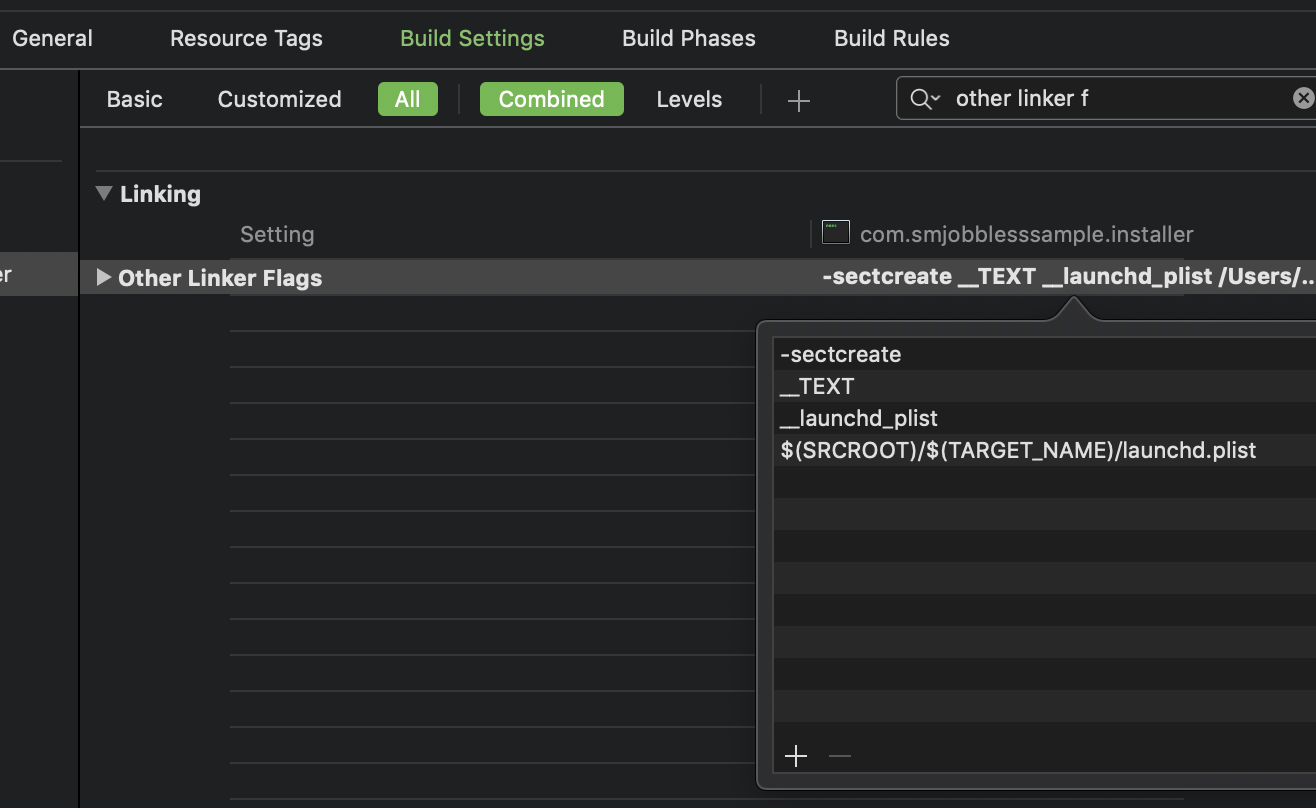 General Resource Tags Build Settings Build Phases Build Rules
Basic Customized All Combined Levels + other linker f
Linking
Setting com.smjobblesssample.installer
er
Other Linker Flags -sectcreate __TEXT __launchd_plist /Users/...
-sectcreate
__TEXT
__launchd_plist
$(SRCROOT)/$(TARGET_NAME)/launchd.plist